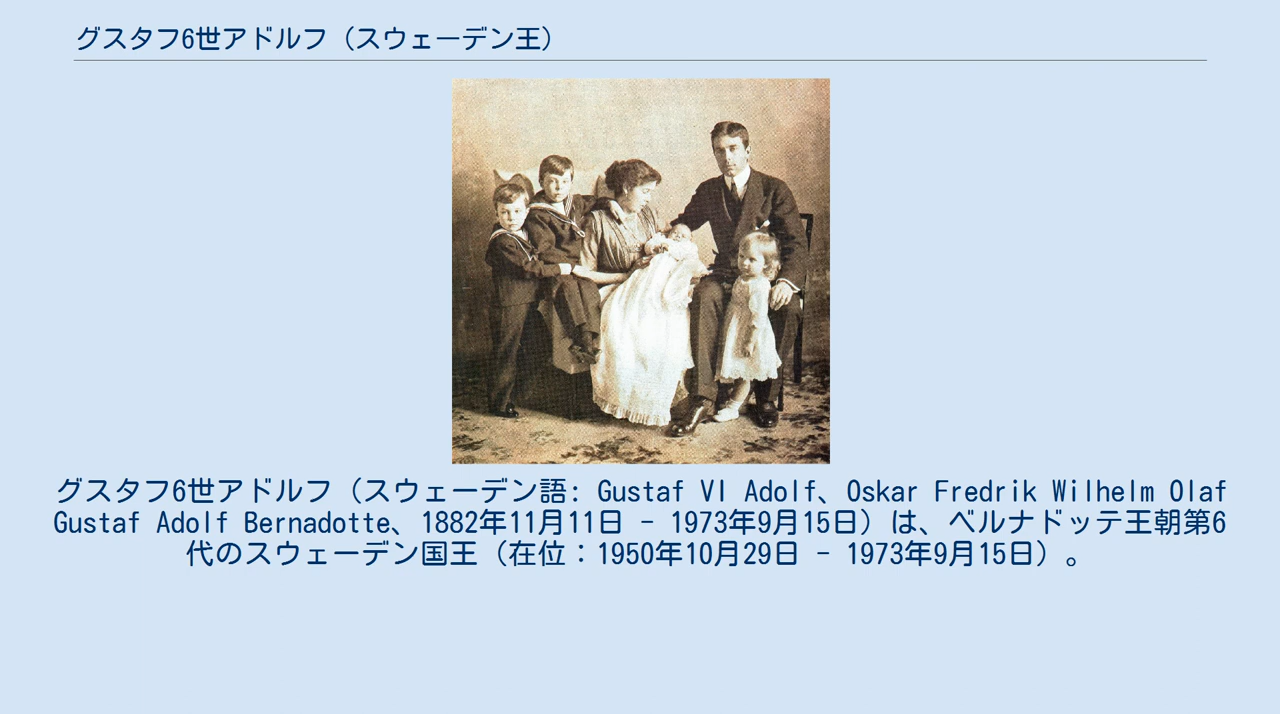 グスタフ6世アドルフ（スウェーデン王）
グスタフ6世アドルフ（スウェーデン語: Gustaf VI Adolf、Oskar Fredrik Wilhelm Olaf
Gustaf Adolf Bernadotte、1882年11月11日 - 1973年9月15日）は、ベルナドッテ王朝第6
代のスウェーデン国王（在位：1950年10月29日 - 1973年9月15日）。